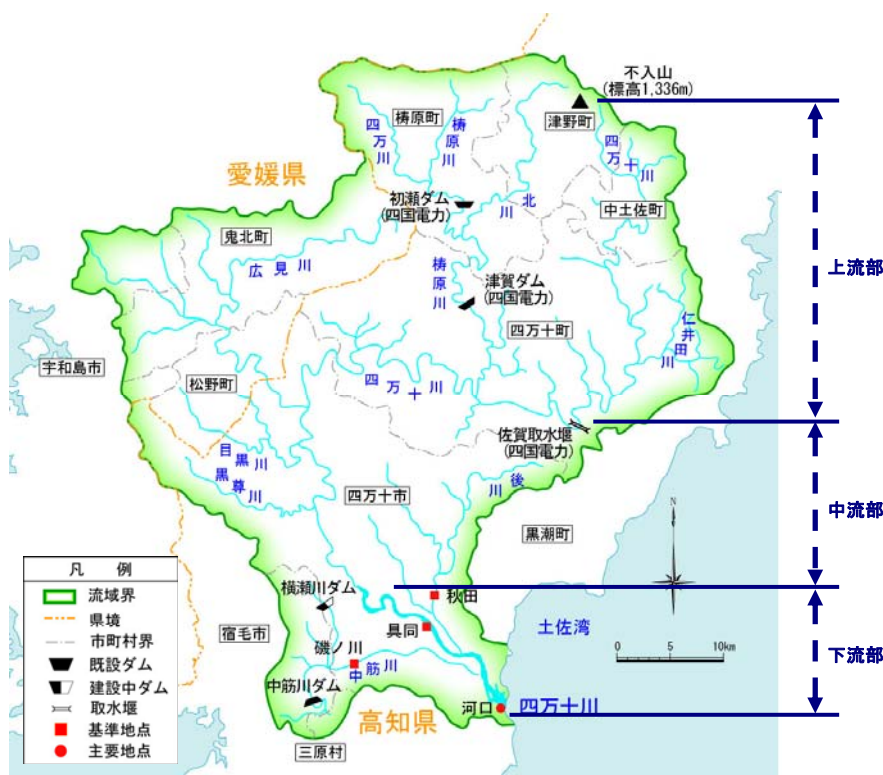 不入山
(標高1,336m)
梼原町
津野町
四万川
梼原川
四万十川
愛媛県
初瀬ダム
(四国電力)
北川
中土佐町
鬼北町
広見川
梼原川
津賀ダム
(四国電力)
上流部
四万十町
仁井田川
宇和島市
松野町
四万十川
佐賀取水堰
(四国電力)
目黒川
黒尊川
四万十市
後川
黒潮町
中流部
N
凡 例
流域界
県境
市町村界
既設ダム
建設中ダム
取水堰
基準地点
主要地点
横瀬川ダム
秋田
具同
土佐湾
宿毛市
磯ノ川
中筋川
0 5 10km
下流部
中筋川ダム
河口
四万十川
高知県
三原村